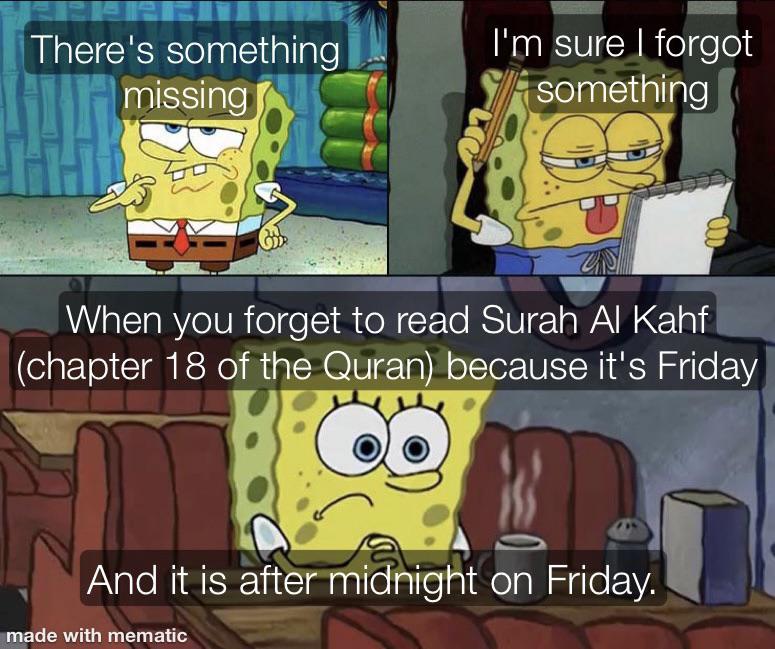 There's something
missing
I'm sure I forgot
something
When you forget to read Surah Al Kahf
(chapter 18 of the Quran) because it's Friday
And it is after midnight on Friday.
made with mematic